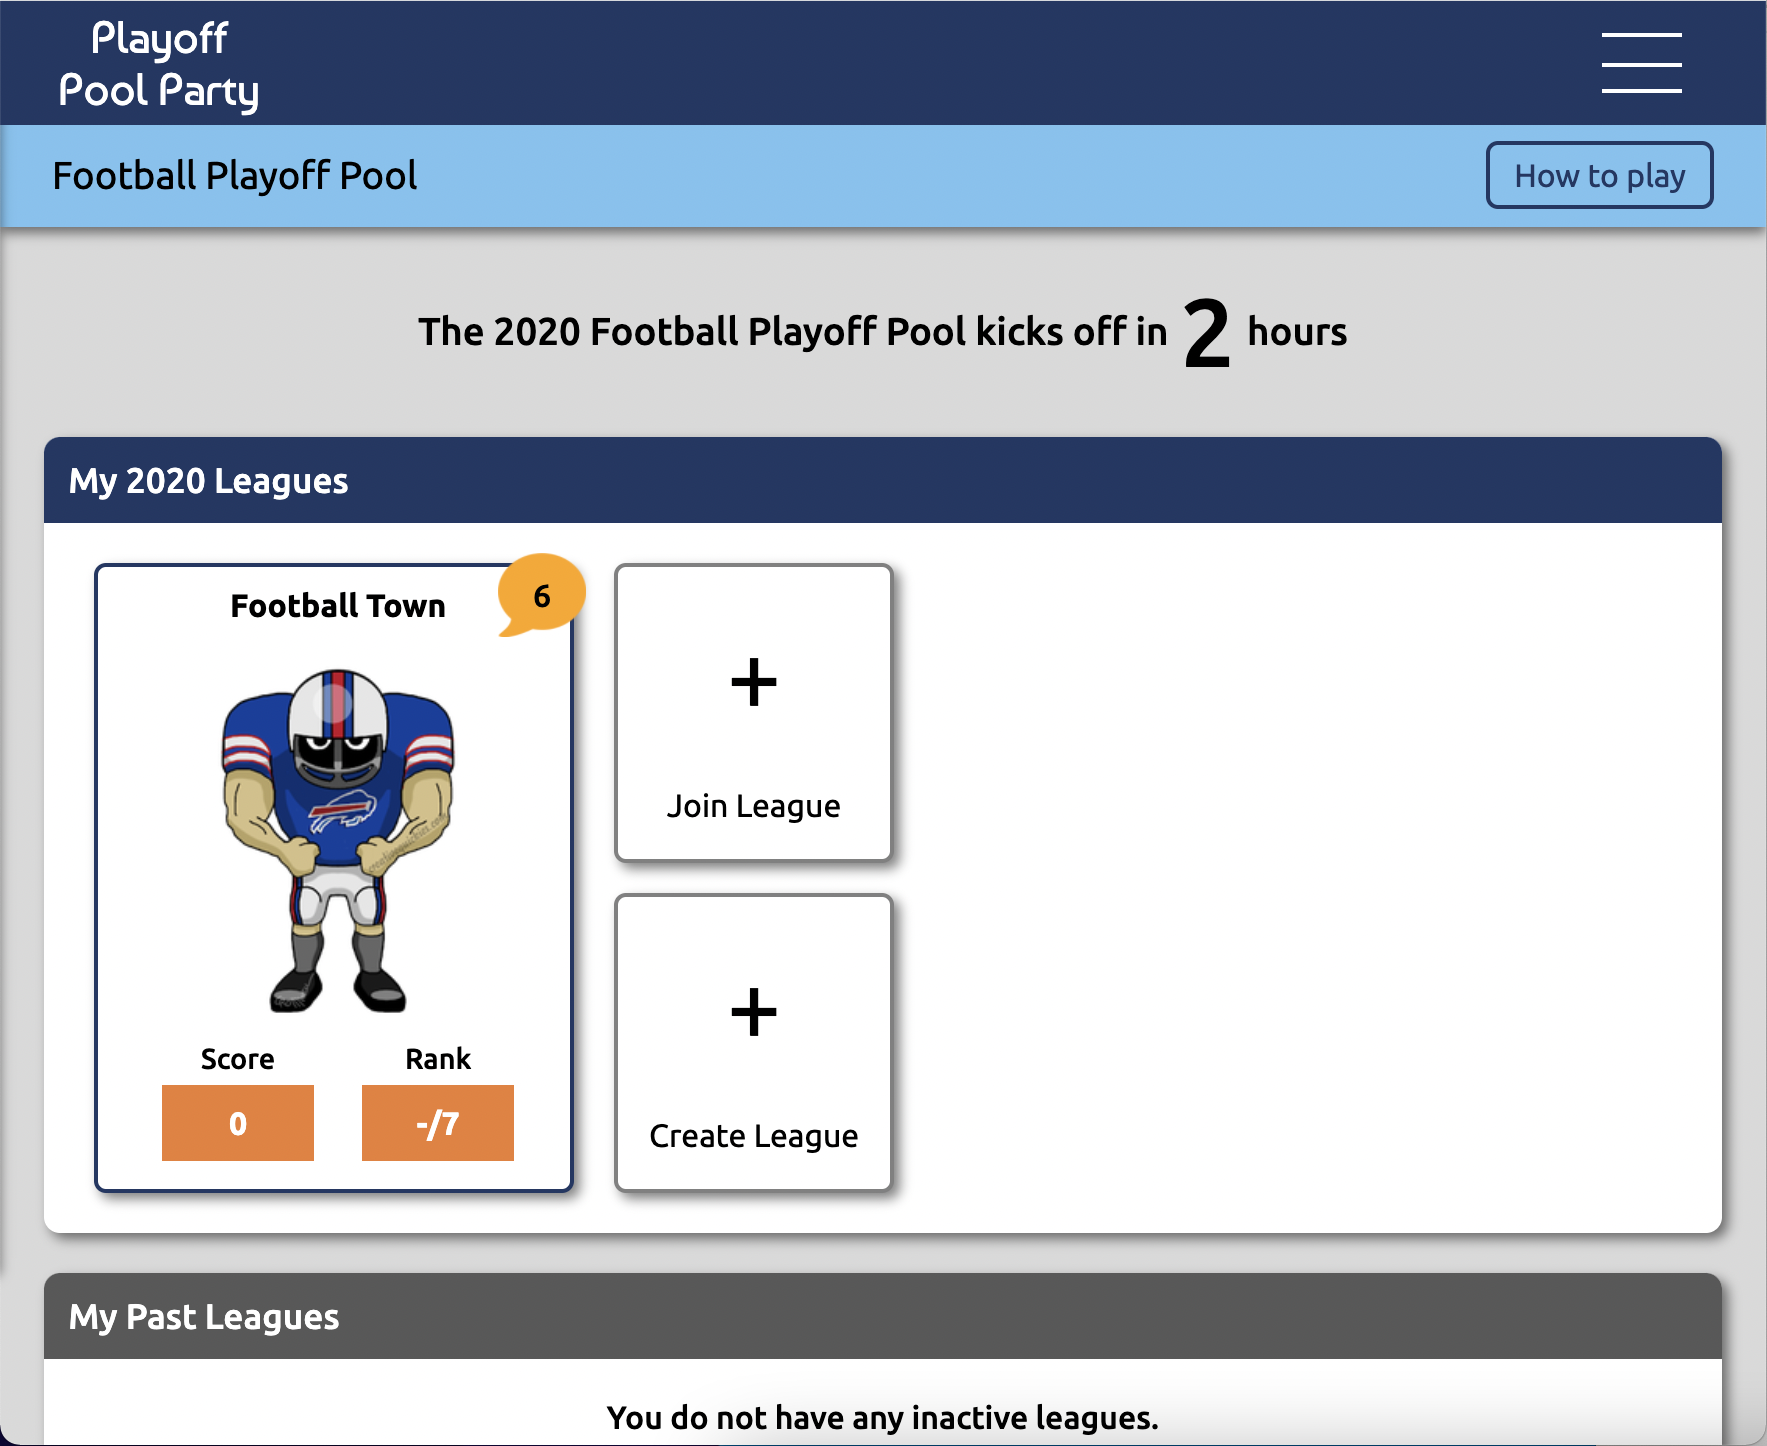 Playoff
Pool Party
Football Playoff Pool
How to play
The 2020 Football Playoff Pool kicks off in 2 hours
My 2020 Leagues
Football Town
6
Score
Rank
0
-/7
+
Join League
+
Create League
My Past Leagues
You do not have any inactive leagues.